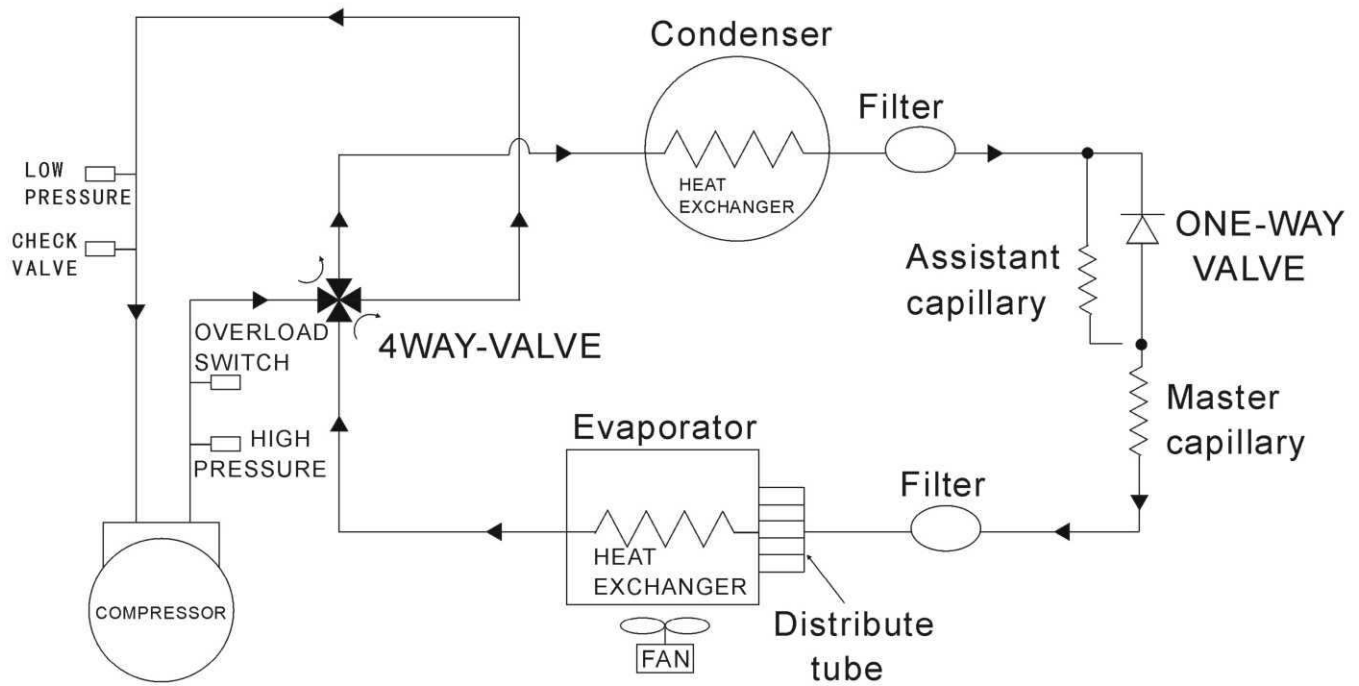 Condenser
Filter
LOW
PRESSURE
HEAT
EXCHANGER
CHECK
VALVE
Assistant
capillary
ONE-WAY
VALVE
OVERLOAD
SWITCH
4WAY-VALVE
HIGH
PRESSURE
Master
capillary
Evaporator
Filter
HEAT
EXCHANGER
COMPRESSOR
Distribute
tube
FAN